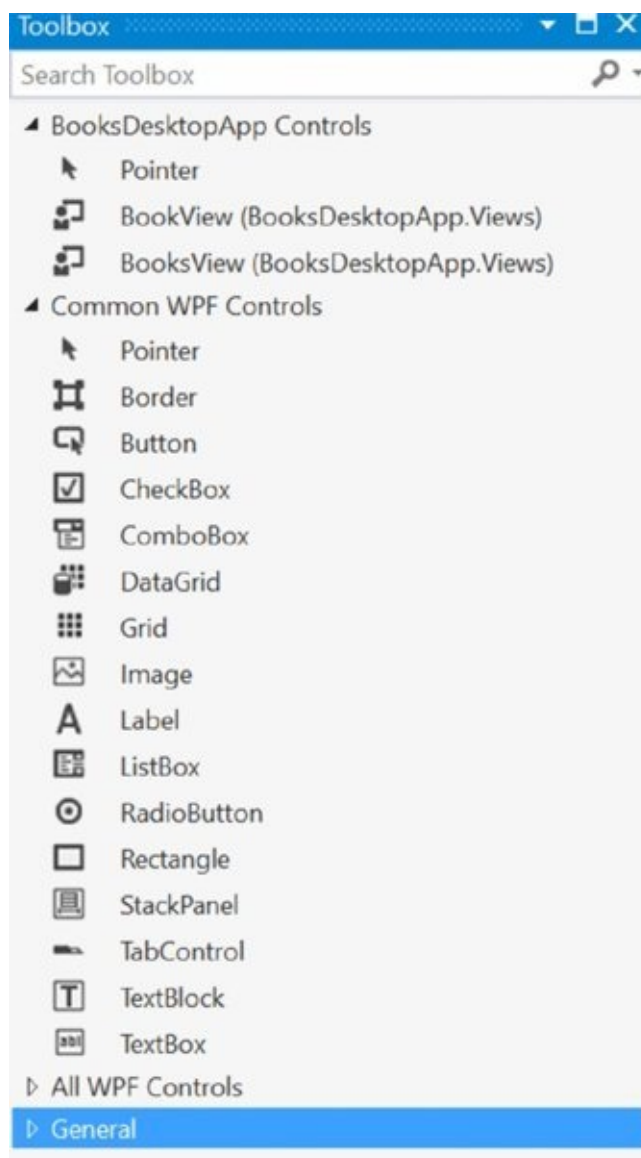 Toolbox
Search Toolbox
BooksDesktopApp Controls
Pointer
BookView (BooksDesktopApp.Views)
BooksView (BooksDesktopApp.Views)
Common WPF Controls
Pointer
Border
Button
CheckBox
ComboBox
DataGrid
Grid
Image
Label
ListBox
RadioButton
Rectangle
StackPanel
TabControl
TextBlock
TextBox
All WPF Controls
General